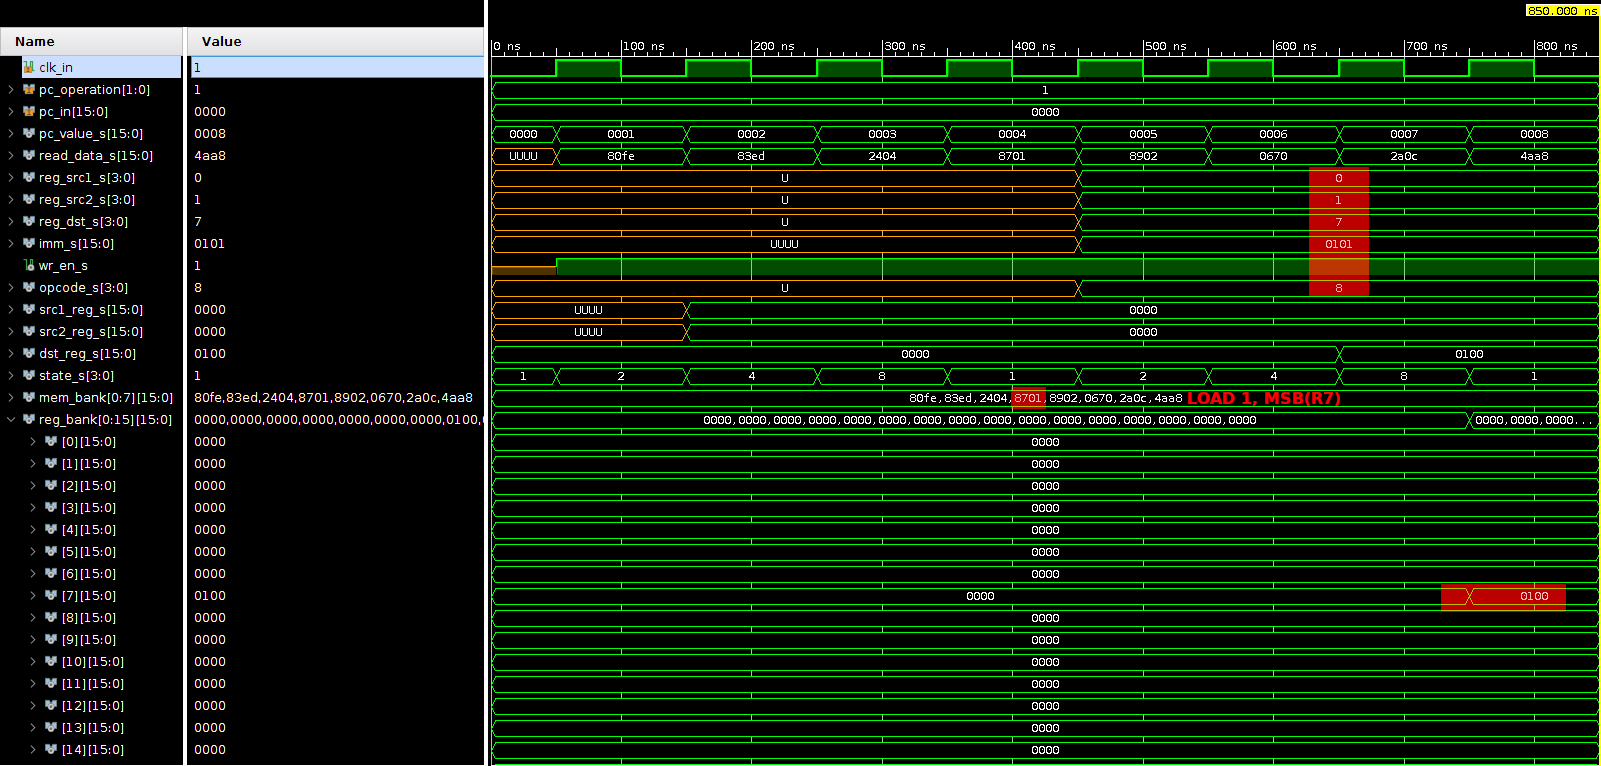 850.000 ns
Name Value
0 ns 100 ns 200 ns 300 ns 400 ns 500 ns 600 ns 700 ns 800 ns
clk_in 1
pc_operation[1:0] 1 1
pc_in[15:0] 0000 0000
pc_value_s[15:0] 0008 0000 0001 0002 0003 0004 0005 0006 0007 0008
read_data_s[15:0] 4aa8 UUUU 80fe 83ed 2404 8701 8902 0670 2a0c 4aa8
reg_src1_s[3:0] 0 U 0
reg_src2_s[3:0] 1 U 1
reg_dst_s[3:0] 7 U 7
imm_s[15:0] 0101 UUUU 0101
wr_en_s 1
opcode_s[3:0] 8 U 8
src1_reg_s[15:0] 0000 UUUU 0000
src2_reg_s[15:0] 0000 UUUU 0000
dst_reg_s[15:0] 0100 0000 0100
state_s[3:0] 1 1 2 4 8 1 2 4 8 1
mem_bank[0:7][15:0] 80fe,83ed,2404,8701,8902,0670,2a0c,4aa8 80fe,83ed,2404,8701,8902,0670,2a0c,4aa8 LOAD 1, MSB(R7)
reg_bank[0:15][15:0] 0000,0000,0000,0000,0000,0000,0000,0100,0 0000,0000,0000,0000,0000,0000,0000,0000,0000,0000,0000,0000,0000,0000,0000,0000 0000,0000,0000...
[0][15:0] 0000 0000
[1][15:0] 0000 0000
[2][15:0] 0000 0000
[3][15:0] 0000 0000
[4][15:0] 0000 0000
[5][15:0] 0000 0000
[6][15:0] 0000 0000
[7][15:0] 0100 0000 0100
[8][15:0] 0000 0000
[9][15:0] 0000 0000
[10][15:0] 0000 0000
[11][15:0] 0000 0000
[12][15:0] 0000 0000
[13][15:0] 0000 0000
[14][15:0] 0000 0000